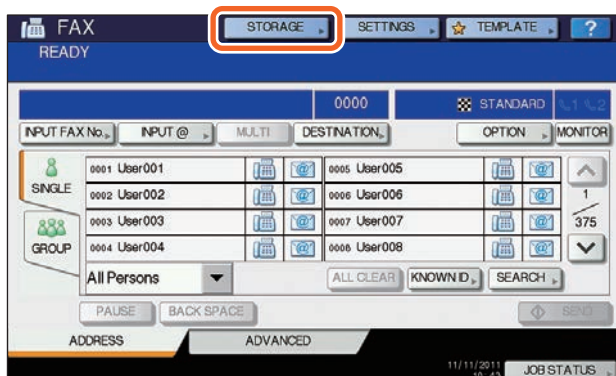 FAX STORAGE SETTINGS TEMPLATE ?
READY
0000 STANDARD 1 2
INPUT FAX No. INPUT @ MULTI DESTINATION OPTION MONITOR
SINGLE
0001 User001 0005 User005
0002 User002 0006 User006
1
0003 User003 0007 User007
375
GROUP
0004 User004 0008 User008
All Persons ALL CLEAR KNOWN ID SEARCH
PAUSE BACK SPACE SEND
ADDRESS ADVANCED
11/11/2011
JOB STATUS